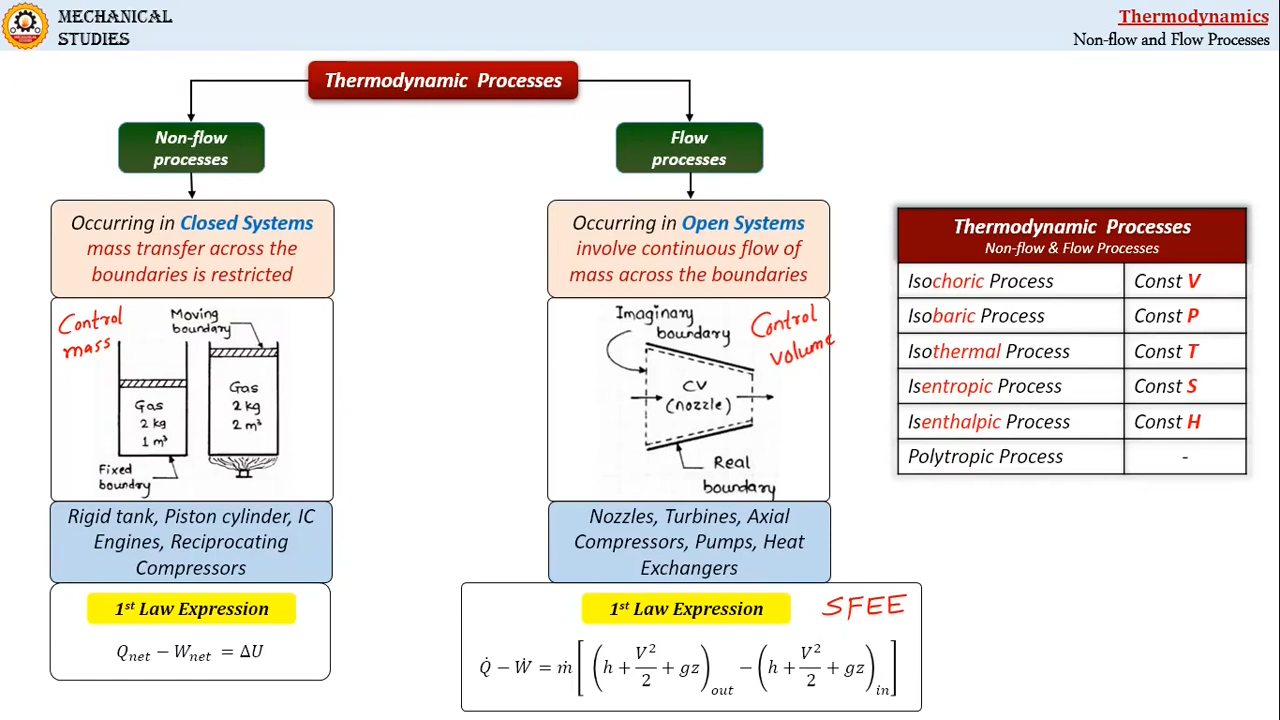 MECHANICAL
STUDIES
Thermodynamics
Non-flow and Flow Processes
Thermodynamic Processes
Non-flow
processes
Occurring in Closed Systems
mass transfer across the
boundaries is restricted
Control
mass
Moving
boundary
Gas
2 kg
1 m³
Gas
2 kg
2 m³
Fixed
boundry
Rigid tank, Piston cylinder, IC
Engines, Reciprocating
Compressors
1st Law Expression
Q_net − W_net = ΔU
Flow
processes
Occurring in Open Systems
involve continuous flow of
mass across the boundaries
Imaginary
boundary
Control
volume
CV
(nozzle)
Real
boundary
Nozzles, Turbines, Axial
Compressors, Pumps, Heat
Exchangers
1st Law Expression
SFEE
Q̇ − Ẇ = ṁ [ (h + V²/2 + gz)_out − (h + V²/2 + gz)_in ]
Thermodynamic Processes
Non-flow & Flow Processes
Isochoric Process Const V
Isobaric Process Const P
Isothermal Process Const T
Isentropic Process Const S
Isenthalpic Process Const H
Polytropic Process -